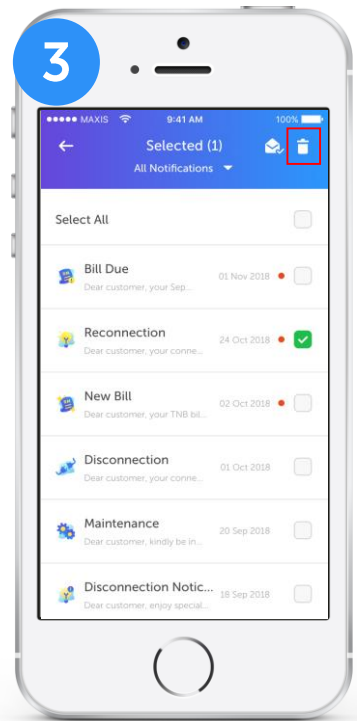 3
MAXIS 9:41 AM 100%
Selected (1)
All Notifications
Select All
Bill Due
Dear customer, your Sep...
01 Nov 2018
Reconnection
Dear customer, your conne...
24 Oct 2018
New Bill
Dear customer, your TNB bil...
02 Oct 2018
Disconnection
Dear customer, your conne...
01 Oct 2018
Maintenance
Dear customer, kindly be in...
20 Sep 2018
Disconnection Notic...
Dear customer, enjoy special...
18 Sep 2018